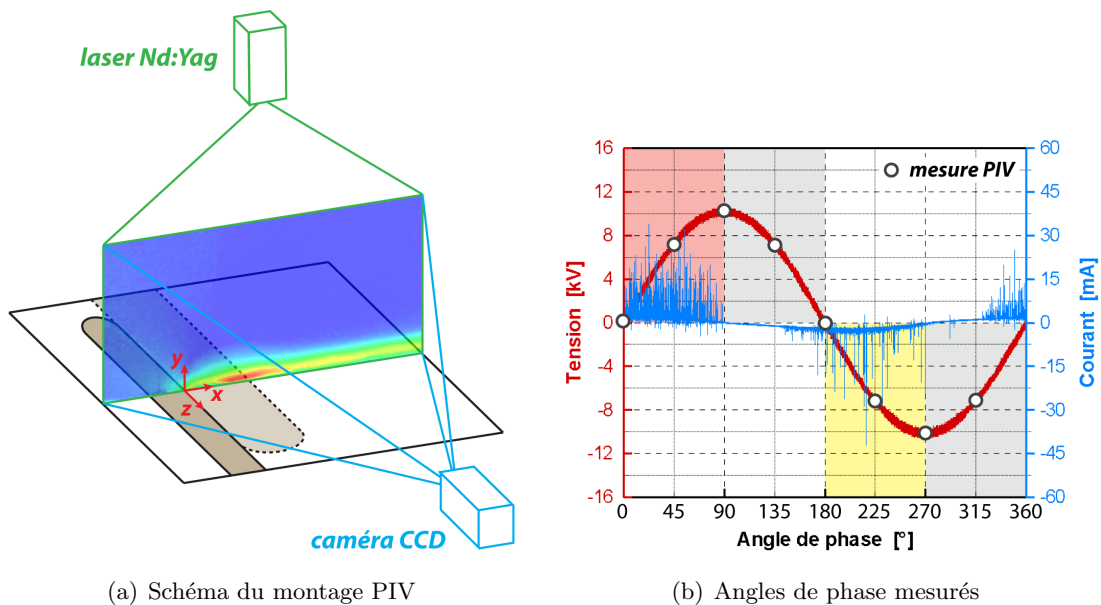 laser Nd:Yag
y
x
z
caméra CCD
(a) Schéma du montage PIV
mesure PIV
Tension [kV]
16
12
8
4
0
-4
-8
-12
-16
Courant [mA]
60
45
30
15
0
-15
-30
-45
-60
0 45 90 135 180 225 270 315 360
Angle de phase [°]
(b) Angles de phase mesurés